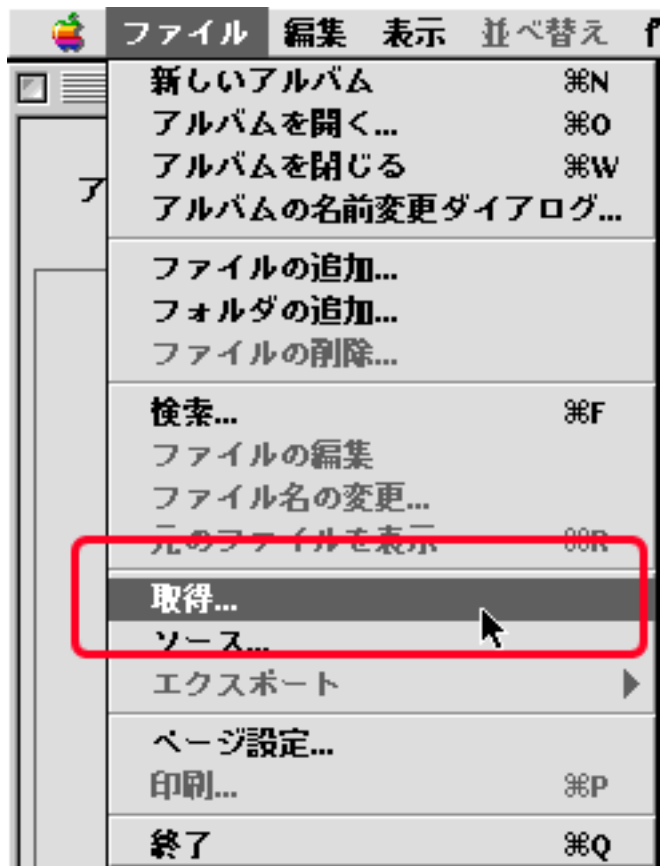 ファイル 編集 表示 並べ替え
新しいアルバム ⌘N
アルバムを開く... ⌘O
アルバムを閉じる ⌘W
ア
アルバムの名前変更ダイアログ...
ファイルの追加...
フォルダの追加...
ファイルの削除...
検索... ⌘F
ファイルの編集
ファイル名の変更...
元のファイルを表示 ⌘R
取得...
ソース...
エクスポート
ページ設定...
印刷... ⌘P
終了 ⌘Q